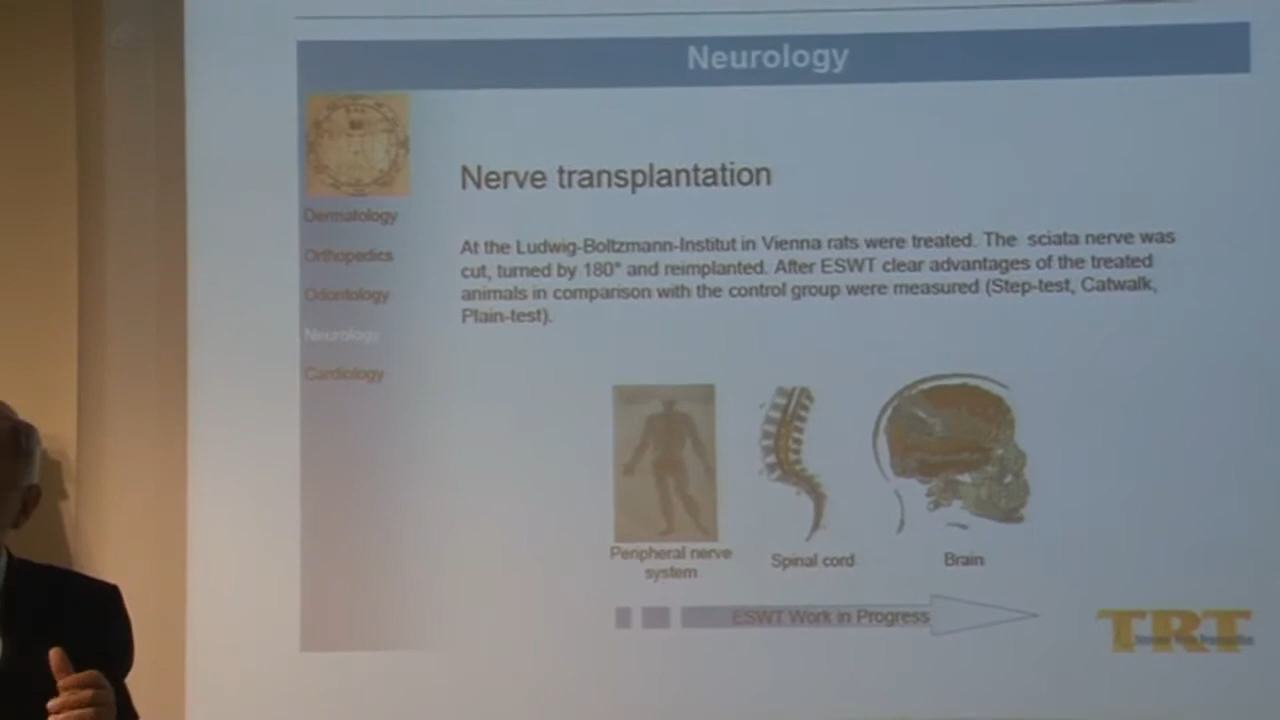 Neurology
Dermatology
Orthopedics
Odontology
Neurology
Cardiology
Nerve transplantation
At the Ludwig-Boltzmann-Institut in Vienna rats were treated. The sciata nerve was
cut, turned by 180° and reimplanted. After ESWT clear advantages of the treated
animals in comparison with the control group were measured (Step-test, Catwalk,
Plain-test).
Peripheral nerve
system
Spinal cord
Brain
ESWT Work in Progress
TRT